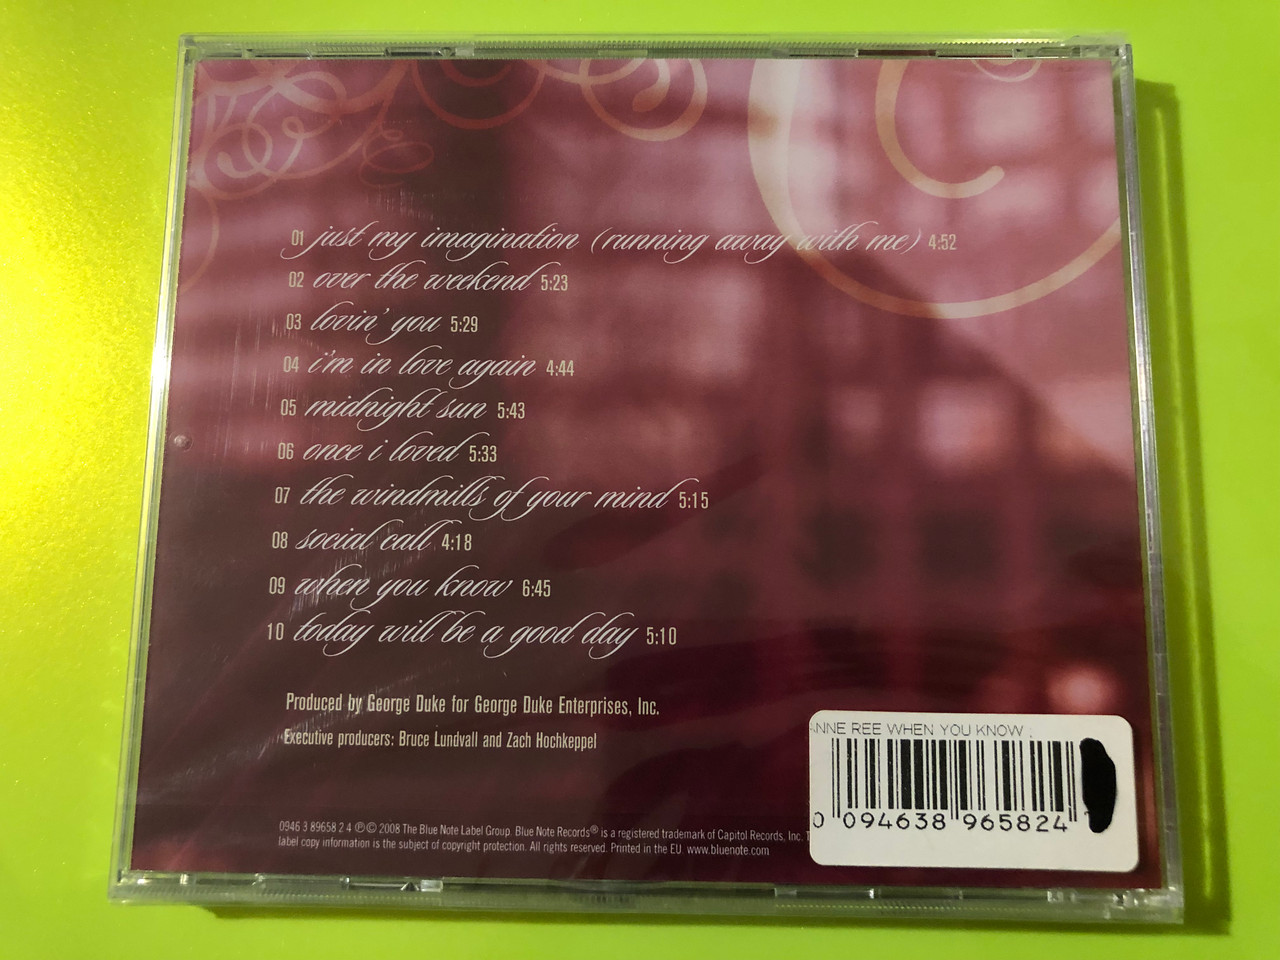 01 just my imagination (running away with me) 4:52
02 over the weekend 5:23
03 lovin' you 5:29
04 i'm in love again 4:44
05 midnight sun 5:43
06 once i loved 5:33
07 the windmills of your mind 5:15
08 social call 4:18
09 when you know 6:45
10 today will be a good day 5:10
Produced by George Duke for George Duke Enterprises, Inc.
Executive producers: Bruce Lundvall and Zach Hochkeppel
ANNE REE WHEN YOU KNOW
0 094638 965824
0946 3 89658 2 4 ℗© 2008 The Blue Note Label Group. Blue Note Records® is a registered trademark of Capitol Records, Inc.
label copy information is the subject of copyright protection. All rights reserved. Printed in the EU. www.bluenote.com